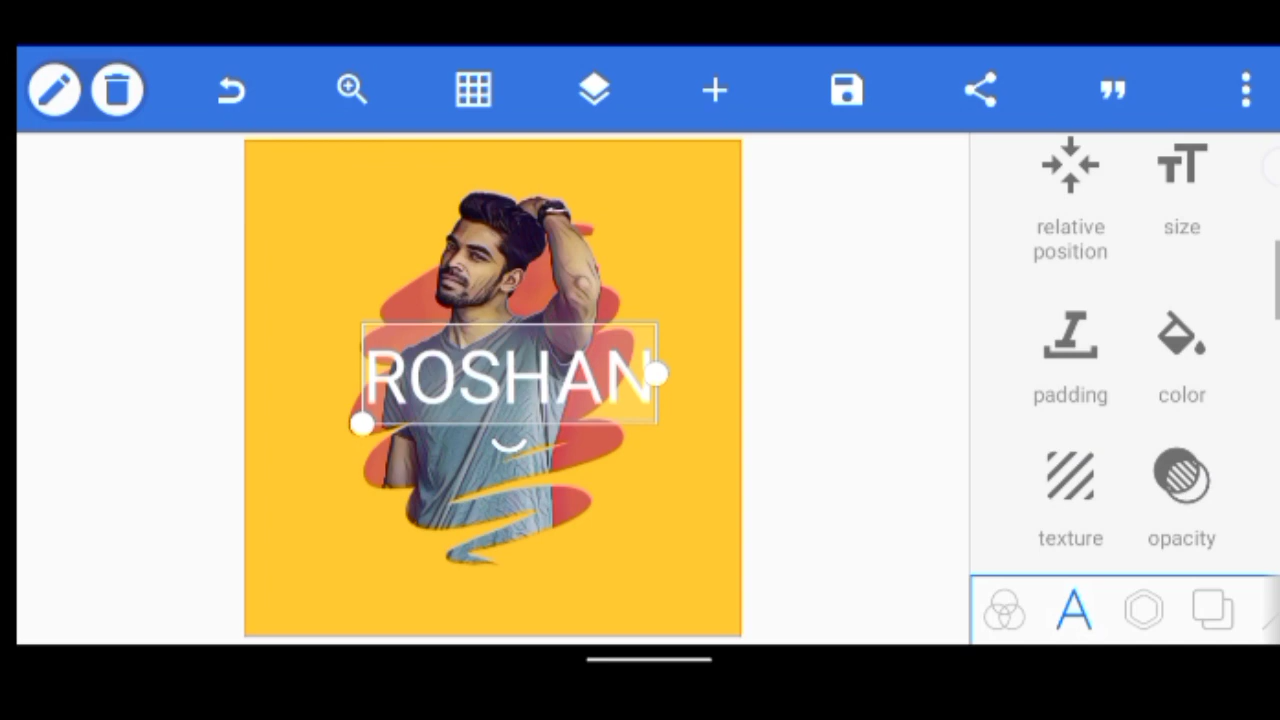 relative
position
size
ROSHAN
padding
color
texture
opacity